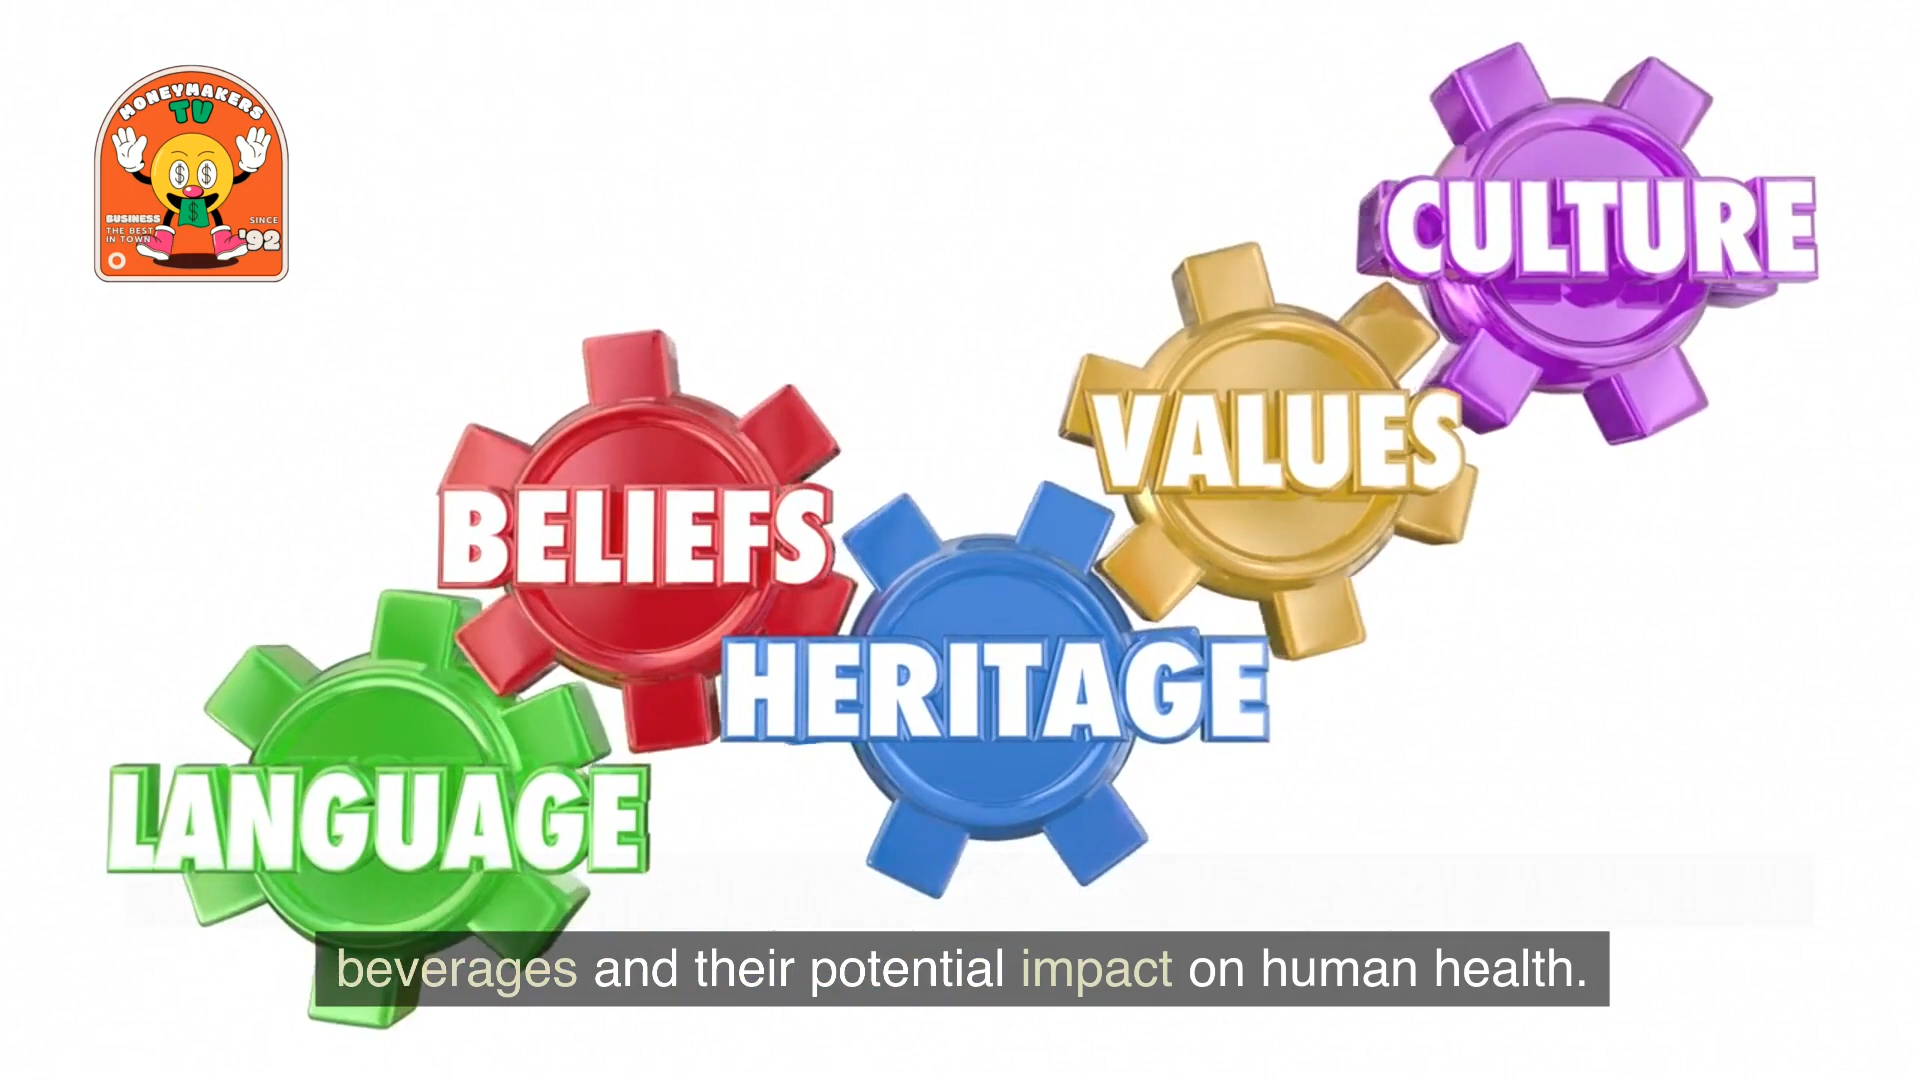 MONEYMAKERS
TV
BUSINESS
THE BEST
IN TOWN
SINCE
'92
CULTURE
VALUES
BELIEFS
HERITAGE
LANGUAGE
beverages and their potential impact on human health.